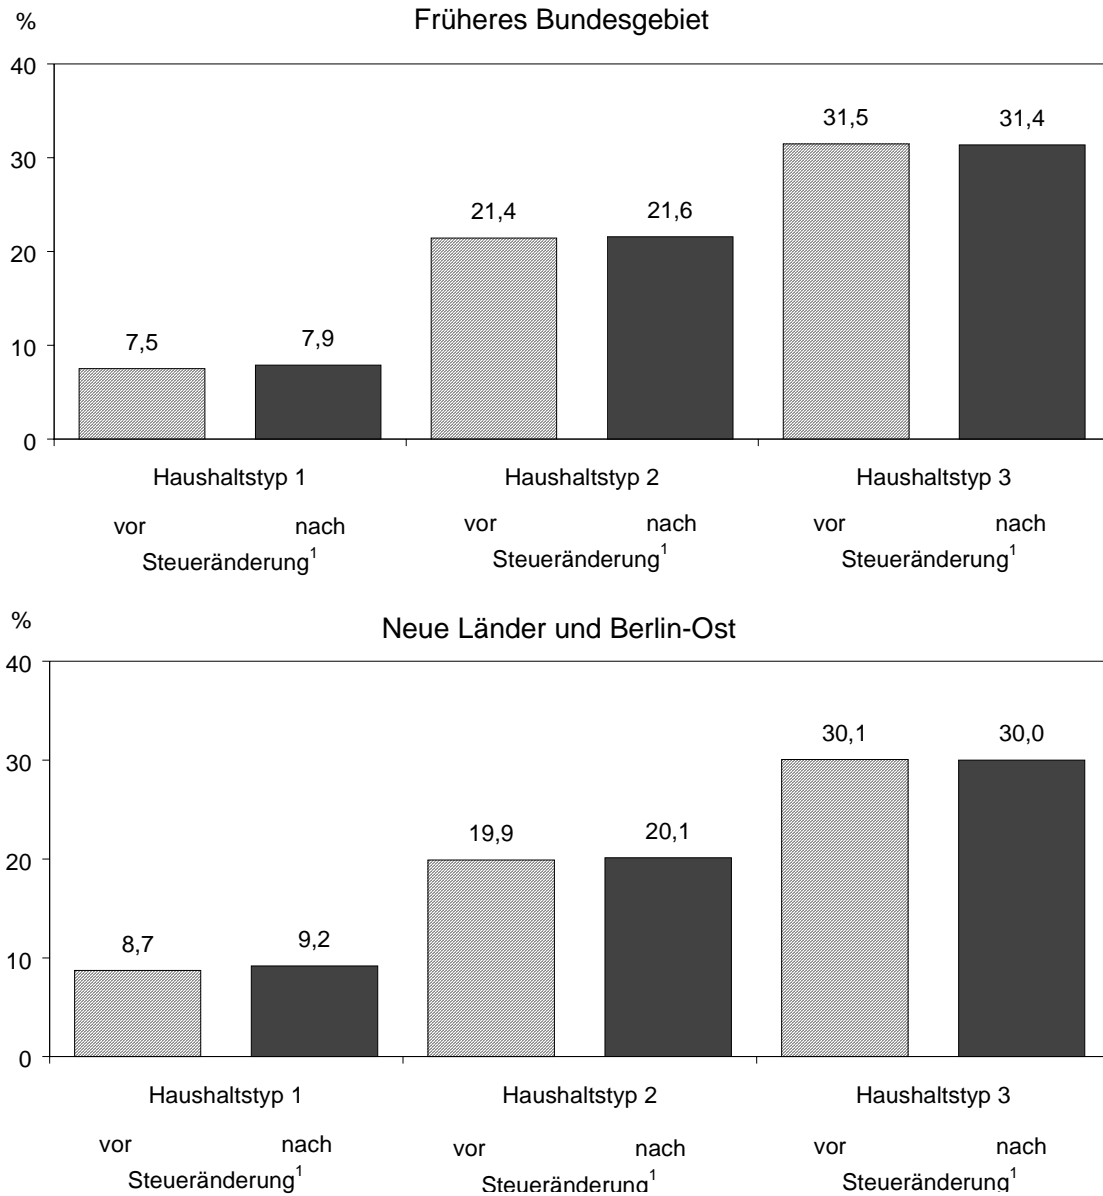 Früheres Bundesgebiet
%
40
31,5 31,4
30
21,4 21,6
20
7,5 7,9
10
0
Haushaltstyp 1 Haushaltstyp 2 Haushaltstyp 3
vor nach vor nach vor nach
Steueränderung¹ Steueränderung¹ Steueränderung¹
%
Neue Länder und Berlin-Ost
40
30,1 30,0
30
19,9 20,1
20
8,7 9,2
10
0
Haushaltstyp 1 Haushaltstyp 2 Haushaltstyp 3
vor nach vor nach vor nach
Steueränderung¹ Steueränderung¹ Steueränderung¹